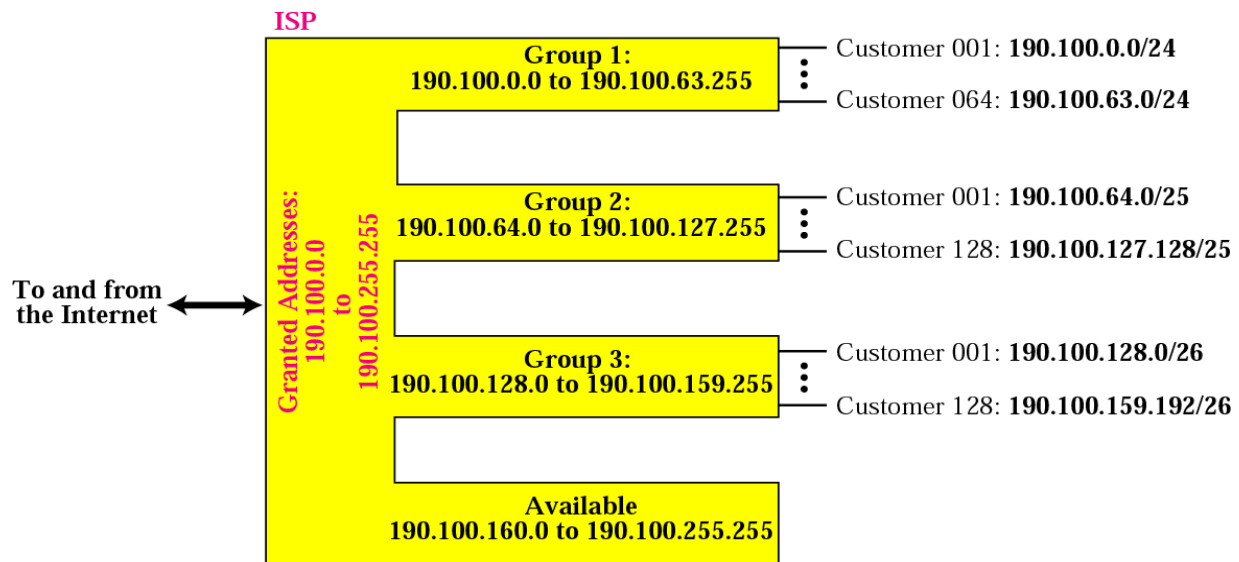 ISP
Group 1:
190.100.0.0 to 190.100.63.255
Customer 001: 190.100.0.0/24
Customer 064: 190.100.63.0/24
Granted Addresses:
190.100.0.0
to
190.100.255.255
Group 2:
190.100.64.0 to 190.100.127.255
Customer 001: 190.100.64.0/25
Customer 128: 190.100.127.128/25
To and from
the Internet
Group 3:
190.100.128.0 to 190.100.159.255
Customer 001: 190.100.128.0/26
Customer 128: 190.100.159.192/26
Available
190.100.160.0 to 190.100.255.255